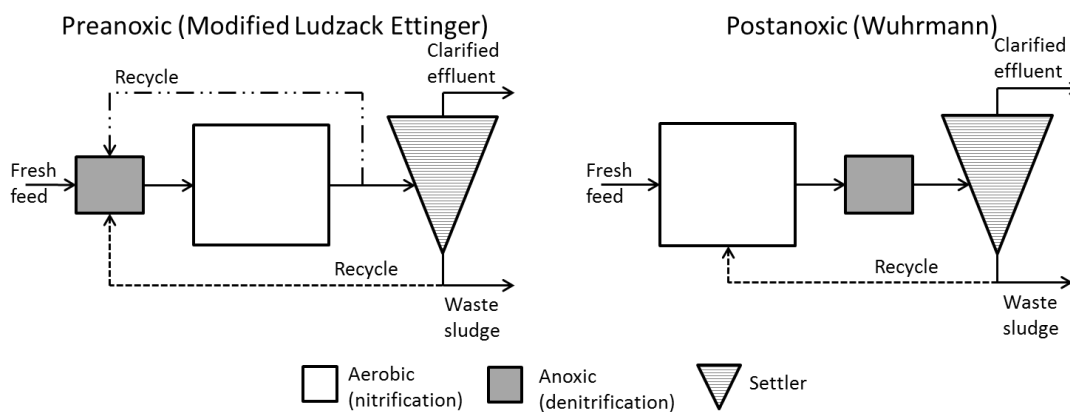 Preanoxic (Modified Ludzack Ettinger)
Clarified
effluent
Recycle
Fresh
feed
Recycle
Waste
sludge
Postanoxic (Wuhrmann)
Clarified
effluent
Fresh
feed
Recycle
Waste
sludge
Aerobic
(nitrification)
Anoxic
(denitrification)
Settler